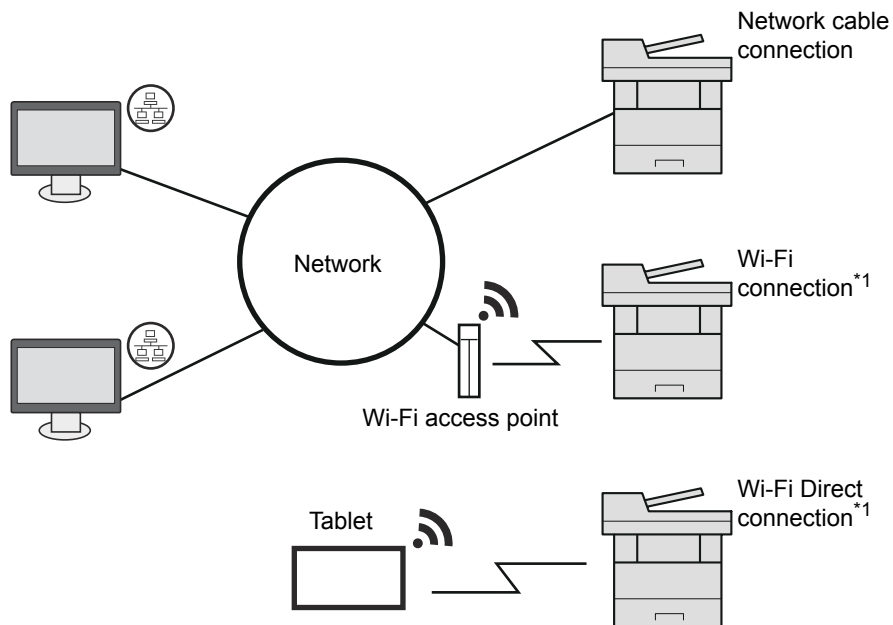 Network cable
connection
Network
Wi-Fi
connection*1
Wi-Fi access point
Wi-Fi Direct
connection*1
Tablet